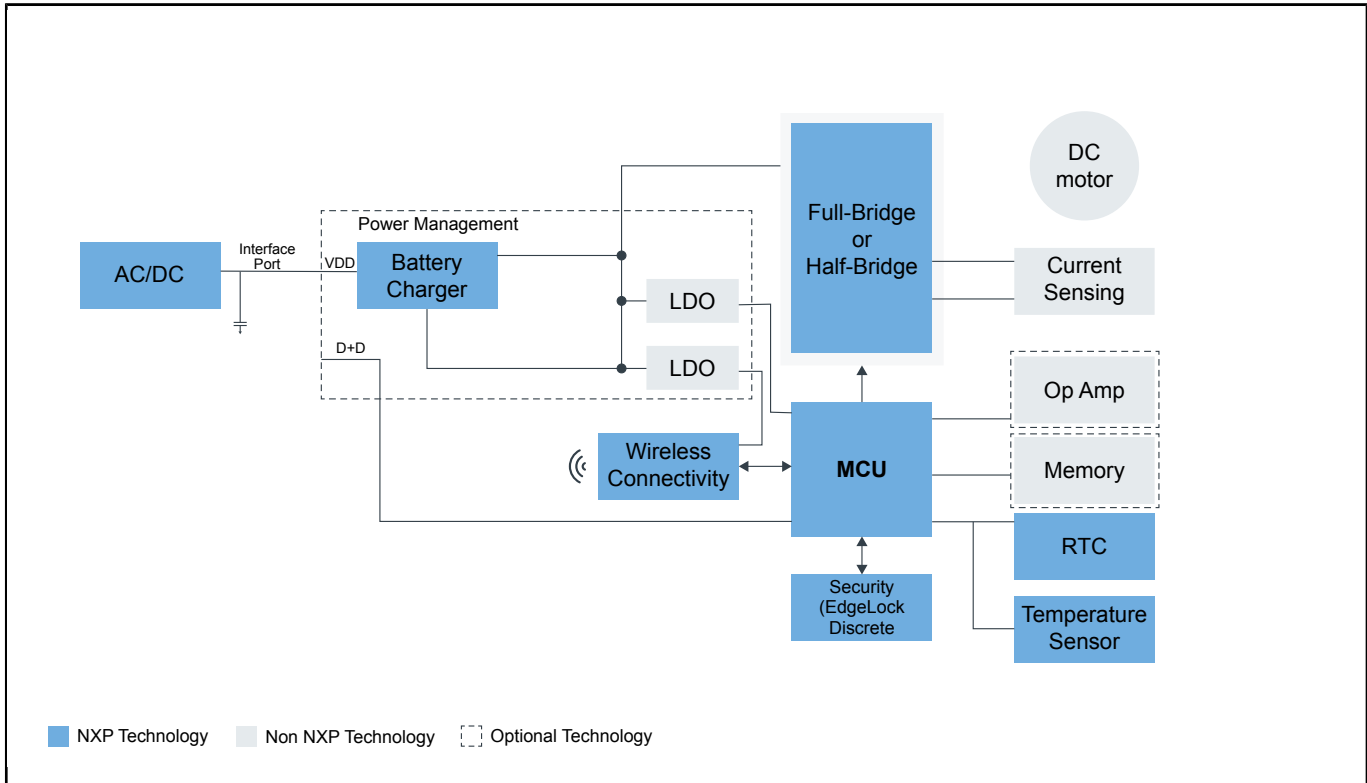 DC
motor
Full-Bridge
or
Half-Bridge
Power Management
Interface
Port
AC/DC
VDD
Battery
Charger
Current
Sensing
LDO
D+D
LDO
Op Amp
Wireless
Connectivity
MCU
Memory
RTC
Security
(EdgeLock
Discrete
Temperature
Sensor
NXP Technology
Non NXP Technology
Optional Technology